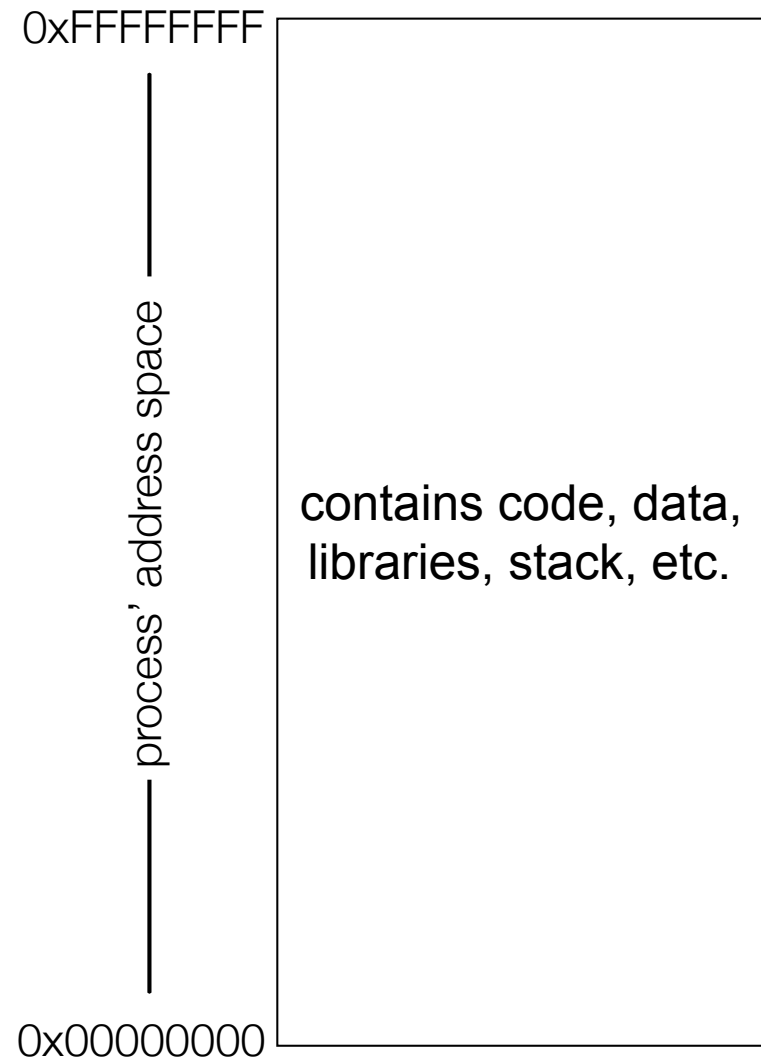 0xFFFFFFFF
process’ address space
contains code, data,
libraries, stack, etc.
0x00000000